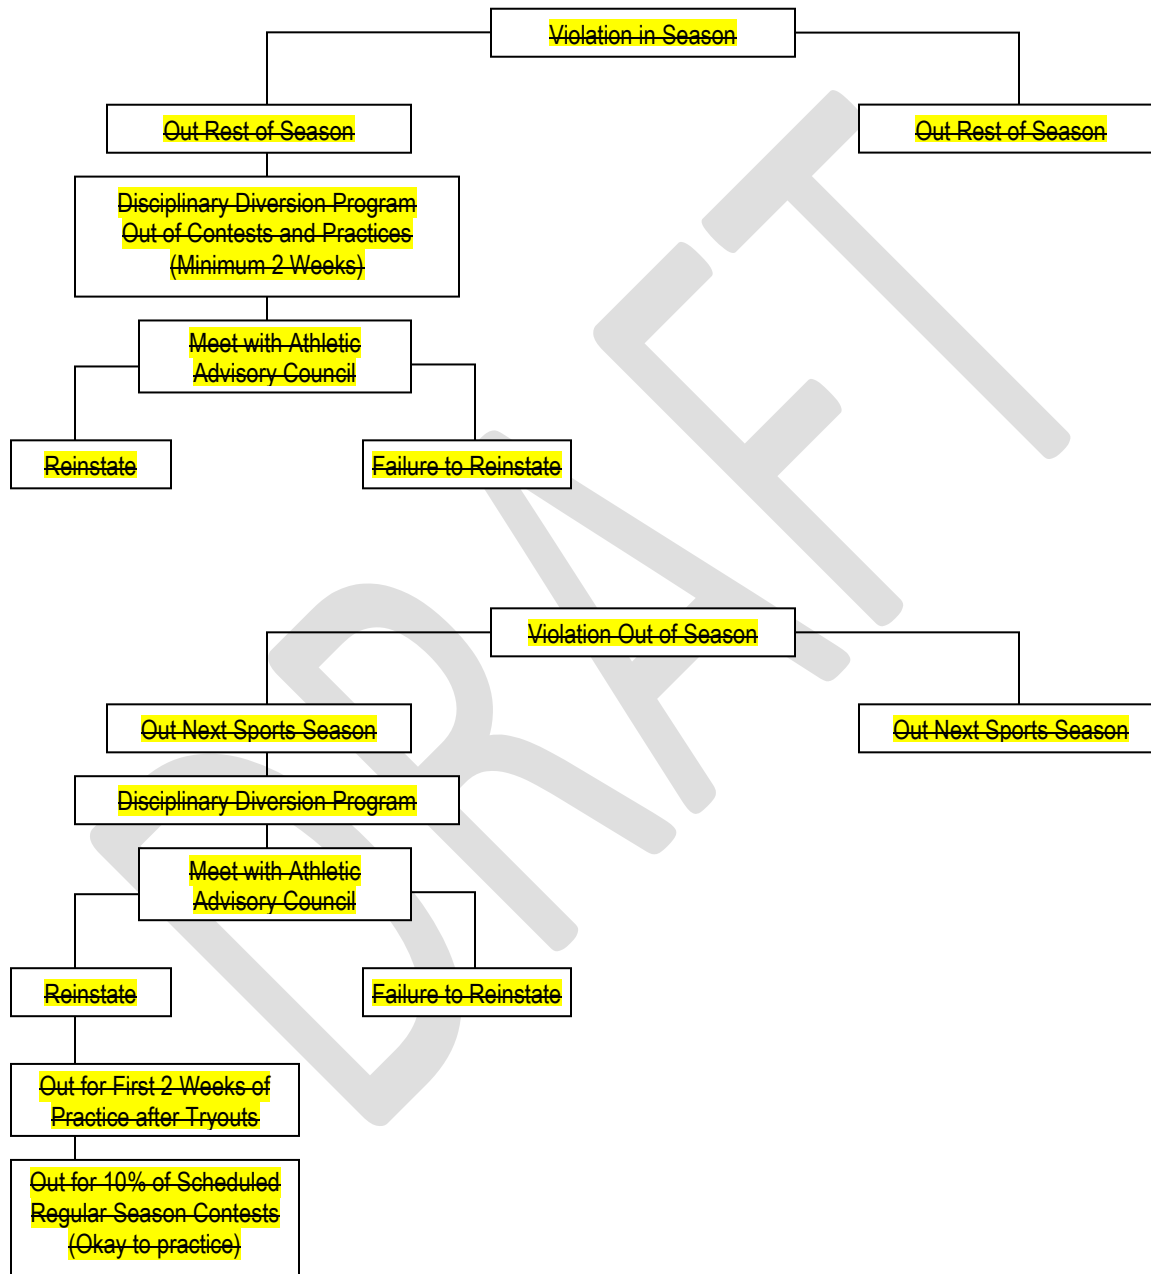 Violation in Season
Out Rest of Season
Out Rest of Season
Disciplinary Diversion Program
Out of Contests and Practices
(Minimum 2 Weeks)
Meet with Athletic
Advisory Council
Reinstate
Failure to Reinstate
Violation Out of Season
Out Next Sports Season
Out Next Sports Season
Disciplinary Diversion Program
Meet with Athletic
Advisory Council
Reinstate
Failure to Reinstate
Out for First 2 Weeks of
Practice after Tryouts
Out for 10% of Scheduled
Regular Season Contests
(Okay to practice)
DRAFT